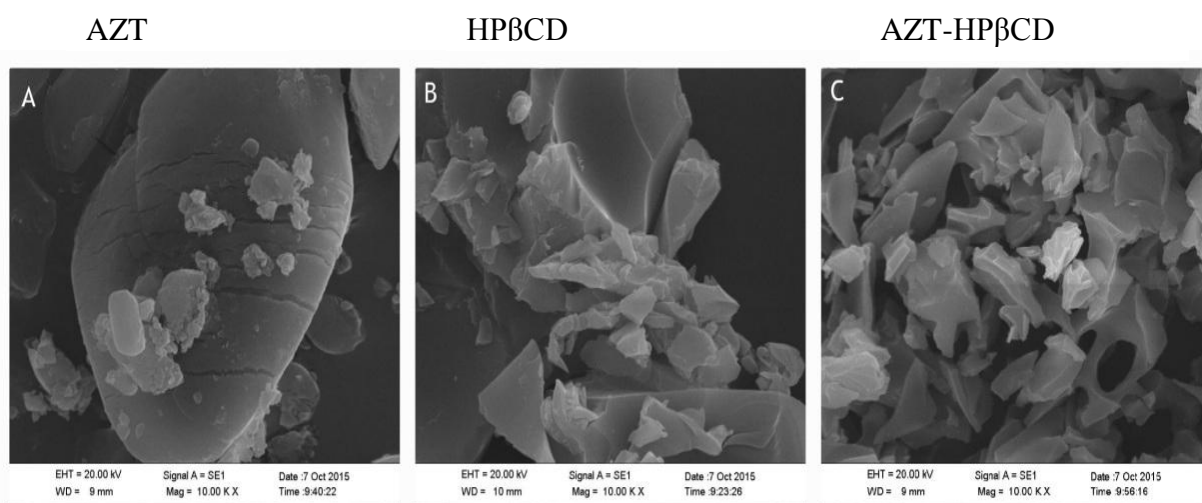 AZT HPβCD AZT-HPβCD
A B C
EHT = 20.00 kV Signal A = SE1 Date :7 Oct 2015
WD = 9 mm Mag = 10.00 K X Time :9:40:22
EHT = 20.00 kV Signal A = SE1 Date :7 Oct 2015
WD = 10 mm Mag = 10.00 K X Time :9:23:26
EHT = 20.00 kV Signal A = SE1 Date :7 Oct 2015
WD = 9 mm Mag = 10.00 K X Time :9:56:16